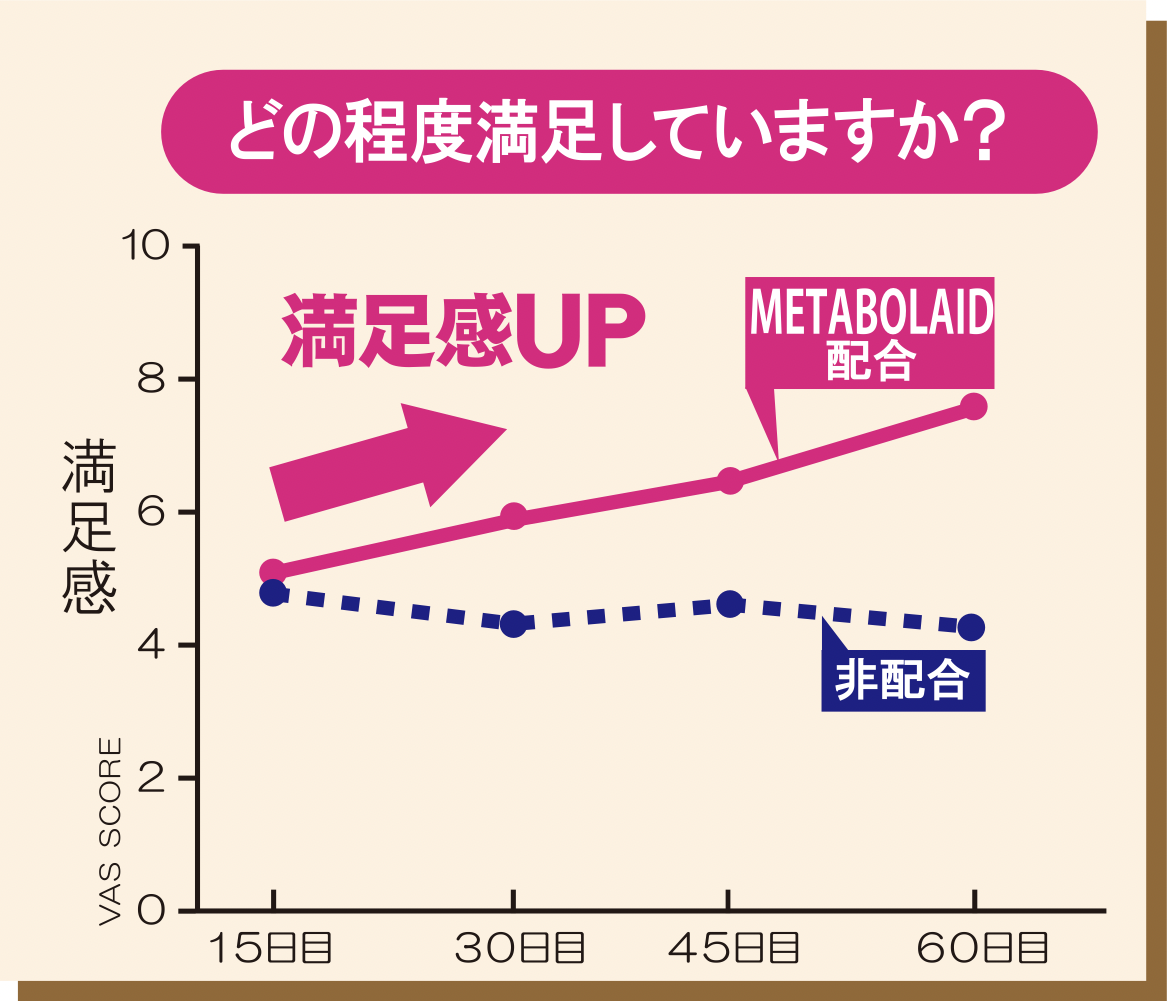 どの程度満足していますか?
満足感UP
METABOLAID
配合
非配合
満足感
VAS SCORE
10
8
6
4
2
0
15日目
30日目
45日目
60日目